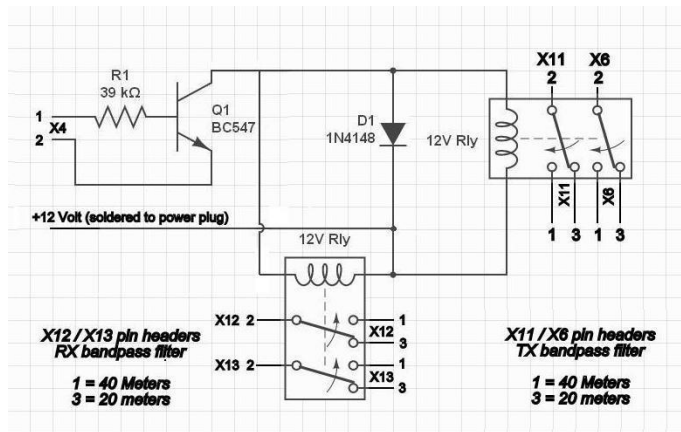 R1
39 kΩ
1
X4
2
Q1
BC547
D1
1N4148
12V Rly
X11 X6
2 2
X11 X6
1 3 1 3
+12 Volt (soldered to power plug)
12V Rly
X12 2
1
X12
3
X13 2
1
X13
3
X12 / X13 pin headers
RX bandpass filter
1 = 40 Meters
3 = 20 meters
X11 / X6 pin headers
TX bandpass filter
1 = 40 Meters
3 = 20 meters